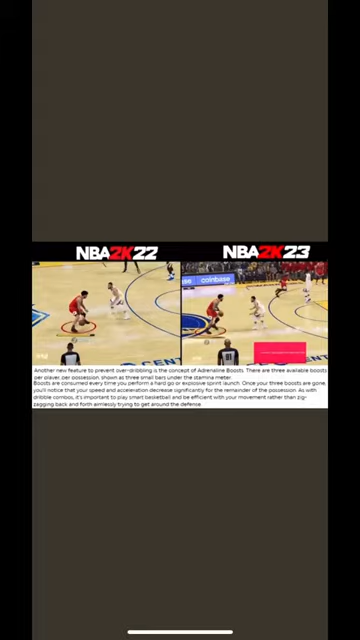 NBA2K22 NBA2K23
coinbase
91
Another new feature to prevent over-dribbling is the concept of Adrenaline Boosts. There are three available boosts
per player, per possession, shown as three small bars under the stamina meter.
Boosts are consumed every time you perform a hard go or explosive sprint launch. Once your three boosts are gone,
you'll notice that your speed and acceleration decrease significantly for the remainder of the possession. As with
dribble combos, it's important to play smart basketball and be efficient with your movement rather than zig-
zagging back and forth aimlessly trying to get around the defense